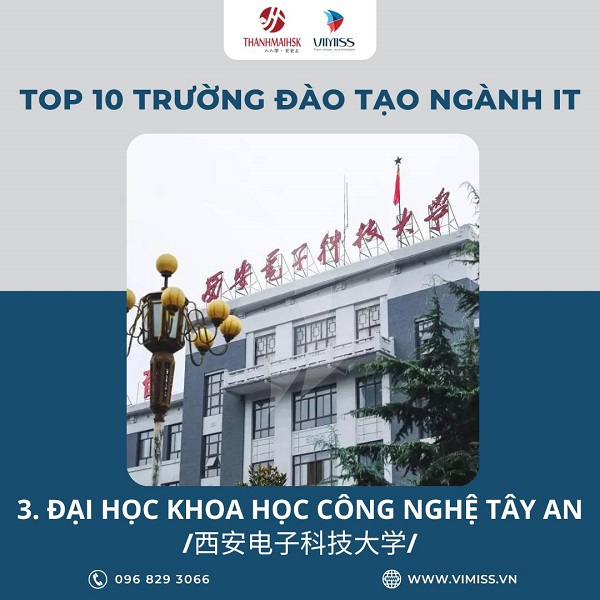 THANHMAIHSK
VIMISS
TOP 10 TRƯỜNG ĐÀO TẠO NGÀNH IT
西安电子科技大学
3. ĐẠI HỌC KHOA HỌC CÔNG NGHỆ TÂY AN
/西安电子科技大学/
096 829 3066
WWW.VIMISS.VN